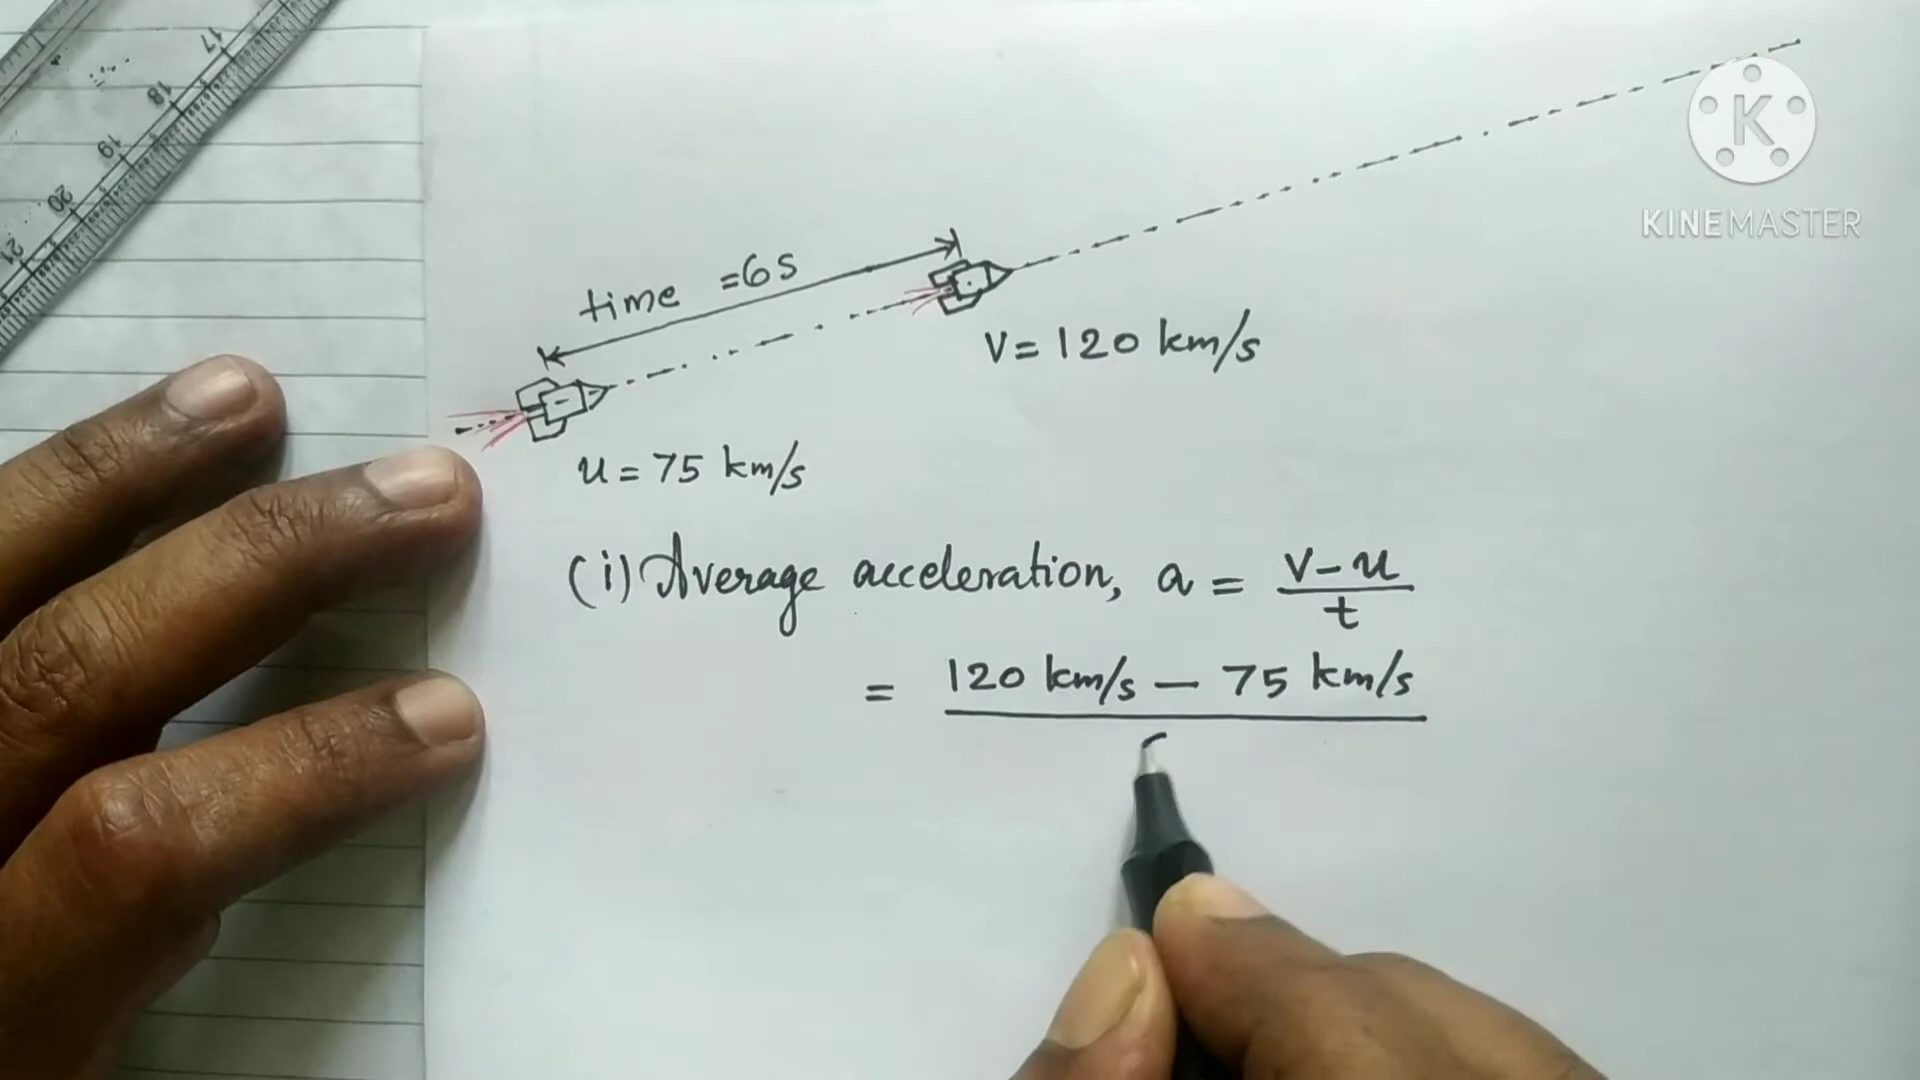 17
18
19
20
21
K
KINEMASTER
time = 6s
V = 120 km/s
u = 75 km/s
(i) Average acceleration, a = V - u / t
= 120 km/s - 75 km/s